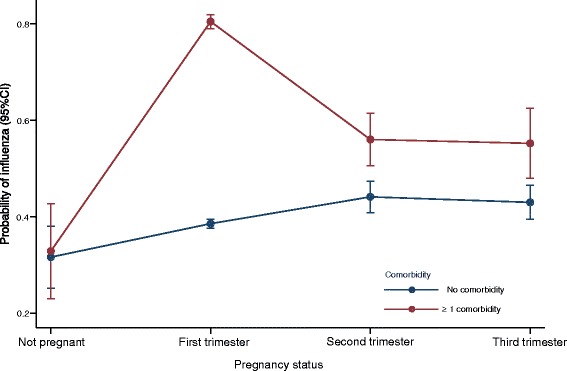 Probability of influenza (95%CI)
0.8
0.6
0.4
0.2
Comorbidity
No comorbidity
≥ 1 comorbidity
Not pregnant First trimester Second trimester Third trimester
Pregnancy status